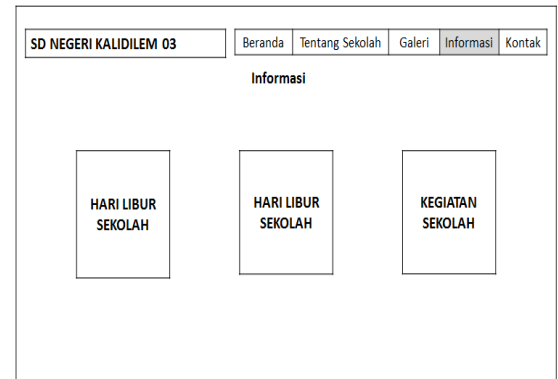 SD NEGERI KALIDILEM 03
Beranda Tentang Sekolah Galeri Informasi Kontak
Informasi
HARI LIBUR
SEKOLAH
HARI LIBUR
SEKOLAH
KEGIATAN
SEKOLAH